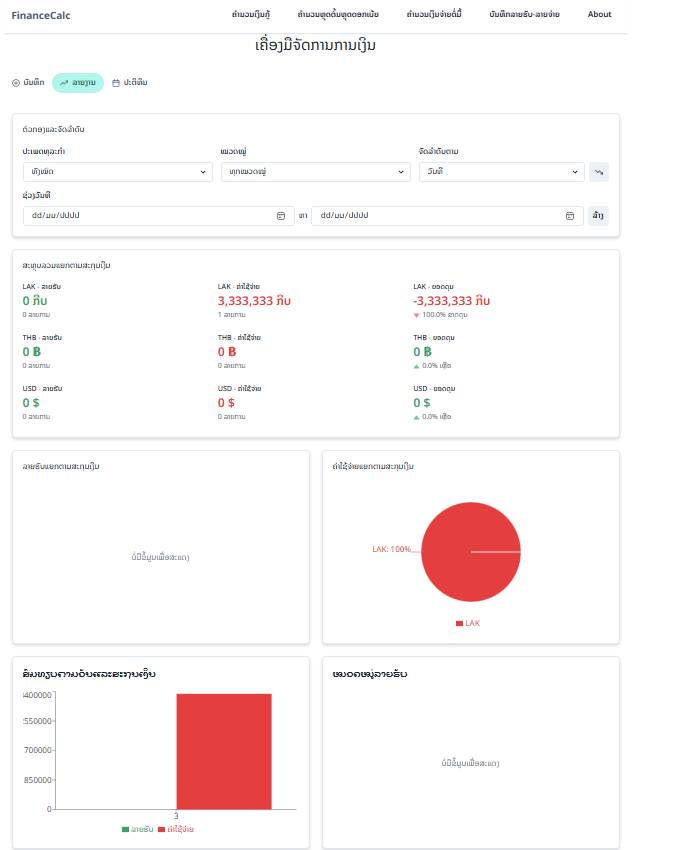 FinanceCalc
ຄຳນວນເງິນກູ້
ຄຳນວນຫຼຸດຕົ້ນຫຼຸດດອກເບ້ຍ
ຄຳນວນເງິນຈ່າຍຕໍ່ມື້
ບັນທຶກລາຍຮັບ-ລາຍຈ່າຍ
About
ເຄື່ອງມືຈັດການການເງິນ
ບັນທຶກ
ລາຍງານ
ປະຕິທິນ
ຕົວກອງແລະຈັດລຳດັບ
ປະເພດທຸລະກຳ
ໝວດໝູ່
ຈັດລຳດັບຕາມ
ທັງໝົດ
ທຸກໝວດໝູ່
ວັນທີ
ຊ່ວງວັນທີ
dd/ມມ/ປປປປ
ຫາ
dd/ມມ/ປປປປ
ລ້າງ
ສະຫຼຸບລວມແຍກຕາມສະກຸນເງິນ
LAK - ລາຍຮັບ
LAK - ຄ່າໃຊ້ຈ່າຍ
LAK - ຍອດດຸນ
0 ກີບ
3,333,333 ກີບ
-3,333,333 ກີບ
0 ລາຍການ
1 ລາຍການ
100.0% ຂາດດຸນ
THB - ລາຍຮັບ
THB - ຄ່າໃຊ້ຈ່າຍ
THB - ຍອດດຸນ
0 ฿
0 ฿
0 ฿
0 ລາຍການ
0 ລາຍການ
0.0% ເຫຼືອ
USD - ລາຍຮັບ
USD - ຄ່າໃຊ້ຈ່າຍ
USD - ຍອດດຸນ
0 $
0 $
0 $
0 ລາຍການ
0 ລາຍການ
0.0% ເຫຼືອ
ລາຍຮັບແຍກຕາມສະກຸນເງິນ
ບໍ່ມີຂໍ້ມູນເພື່ອສະແດງ
ຄ່າໃຊ້ຈ່າຍແຍກຕາມສະກຸນເງິນ
LAK: 100%
LAK
ສົມທຽບຕາມວັນແລະສະກຸນເງິນ
400000
550000
700000
850000
0
3
ລາຍຮັບ
ຄ່າໃຊ້ຈ່າຍ
ໝວດໝູ່ລາຍຮັບ
ບໍ່ມີຂໍ້ມູນເພື່ອສະແດງ